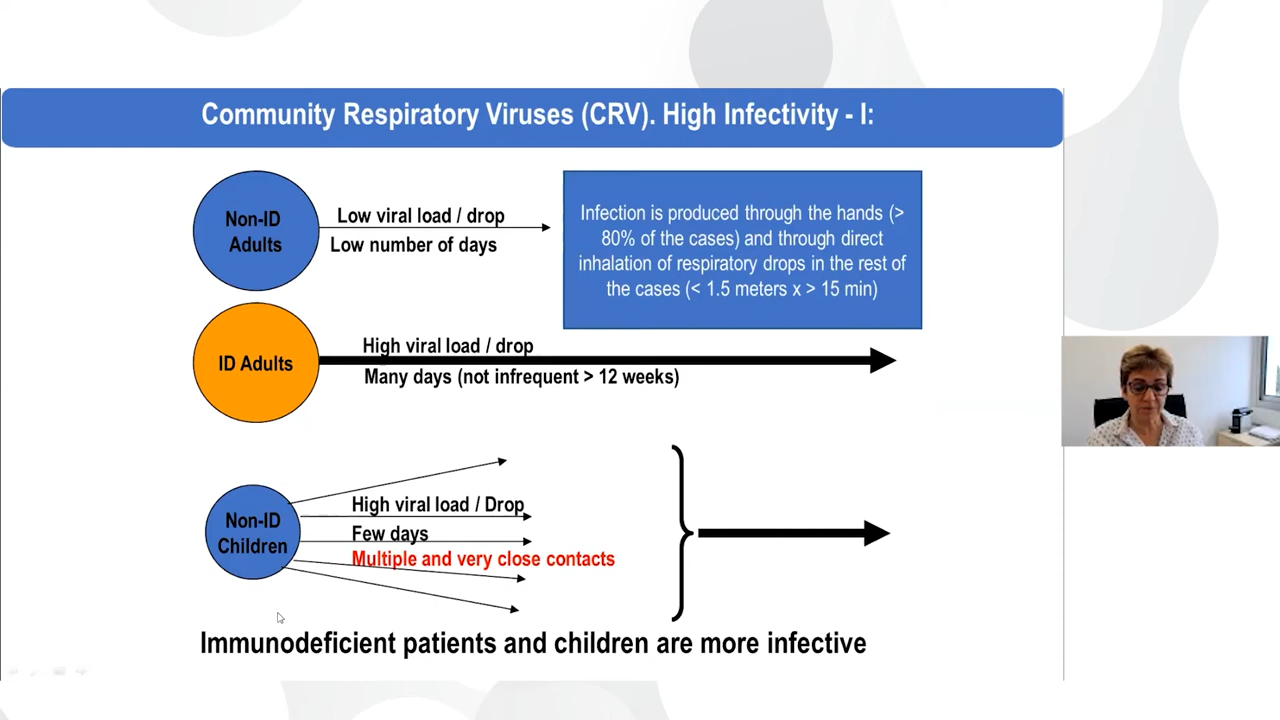 Community Respiratory Viruses (CRV). High Infectivity - I:
Non-ID
Adults
Low viral load / drop
Low number of days
Infection is produced through the hands (>
80% of the cases) and through direct
inhalation of respiratory drops in the rest of
the cases (< 1.5 meters x > 15 min)
ID Adults
High viral load / drop
Many days (not infrequent > 12 weeks)
Non-ID
Children
High viral load / Drop
Few days
Multiple and very close contacts
Immunodeficient patients and children are more infective